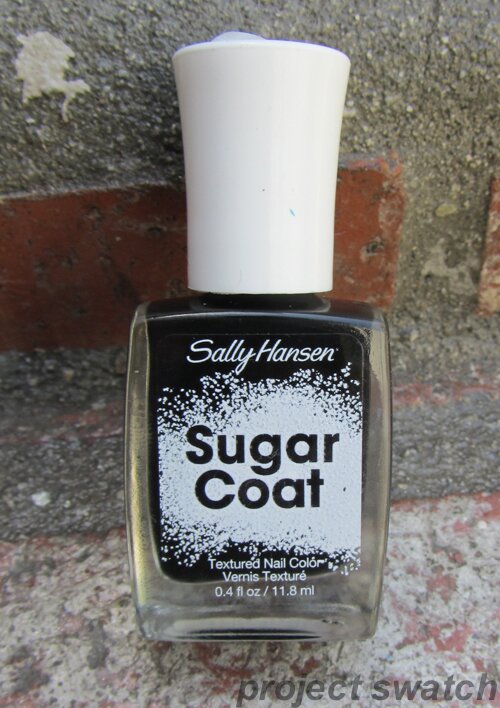 Sally Hansen
Sugar
Coat
Textured Nail Color
Vernis Texturé
0.4 fl oz / 11.8 ml
project swatch